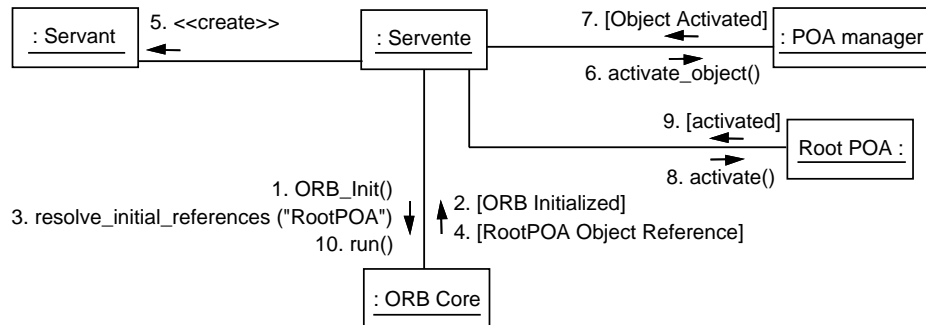 5. <<create>>
7. [Object Activated]
: Servant
: Servente
: POA manager
6. activate_object()
9. [activated]
Root POA :
8. activate()
1. ORB_Init()
3. resolve_initial_references ("RootPOA")
10. run()
2. [ORB Initialized]
4. [RootPOA Object Reference]
: ORB Core